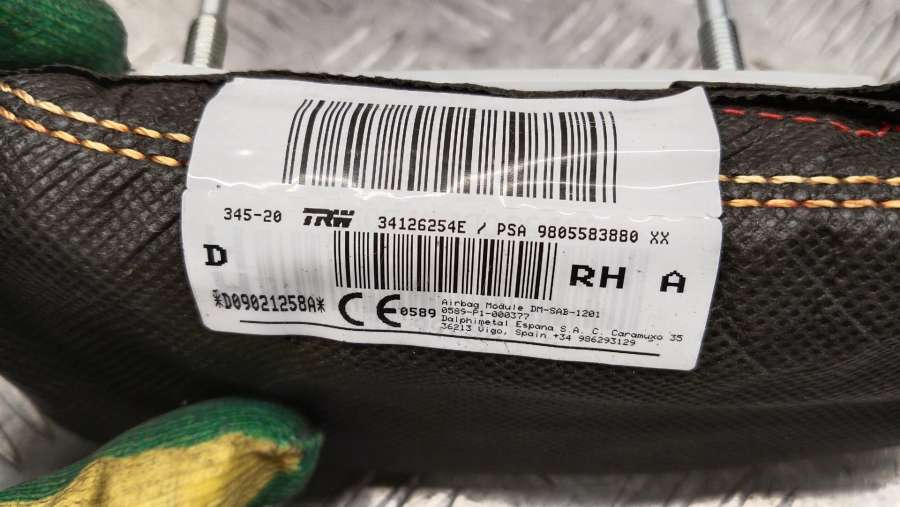 345-20 TRW 34126254E / PSA 9805583880 XX
D RH A
*D09021258A* CE 0589 Airbag Module DM-SAB-1201
0589-P1-000377
Dalphimetal Espana S.A. C. Caramuxo 35
36213 Vigo, Spain +34 986293129